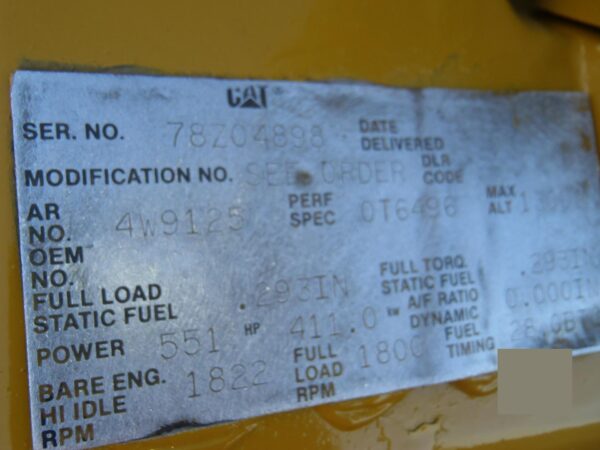 CAT
SER. NO. 78Z04898 DATE DELIVERED
MODIFICATION NO. SEE ORDER DLR CODE
AR NO. 4W9125 PERF SPEC 0T6496 MAX ALT
OEM NO.
FULL LOAD STATIC FUEL .293IN FULL TORQ. STATIC FUEL .293IN
A/F RATIO DYNAMIC 0.000IN
POWER 551 HP 411.0 kW FUEL TIMING
BARE ENG. HI IDLE RPM 1822 FULL LOAD RPM 1800